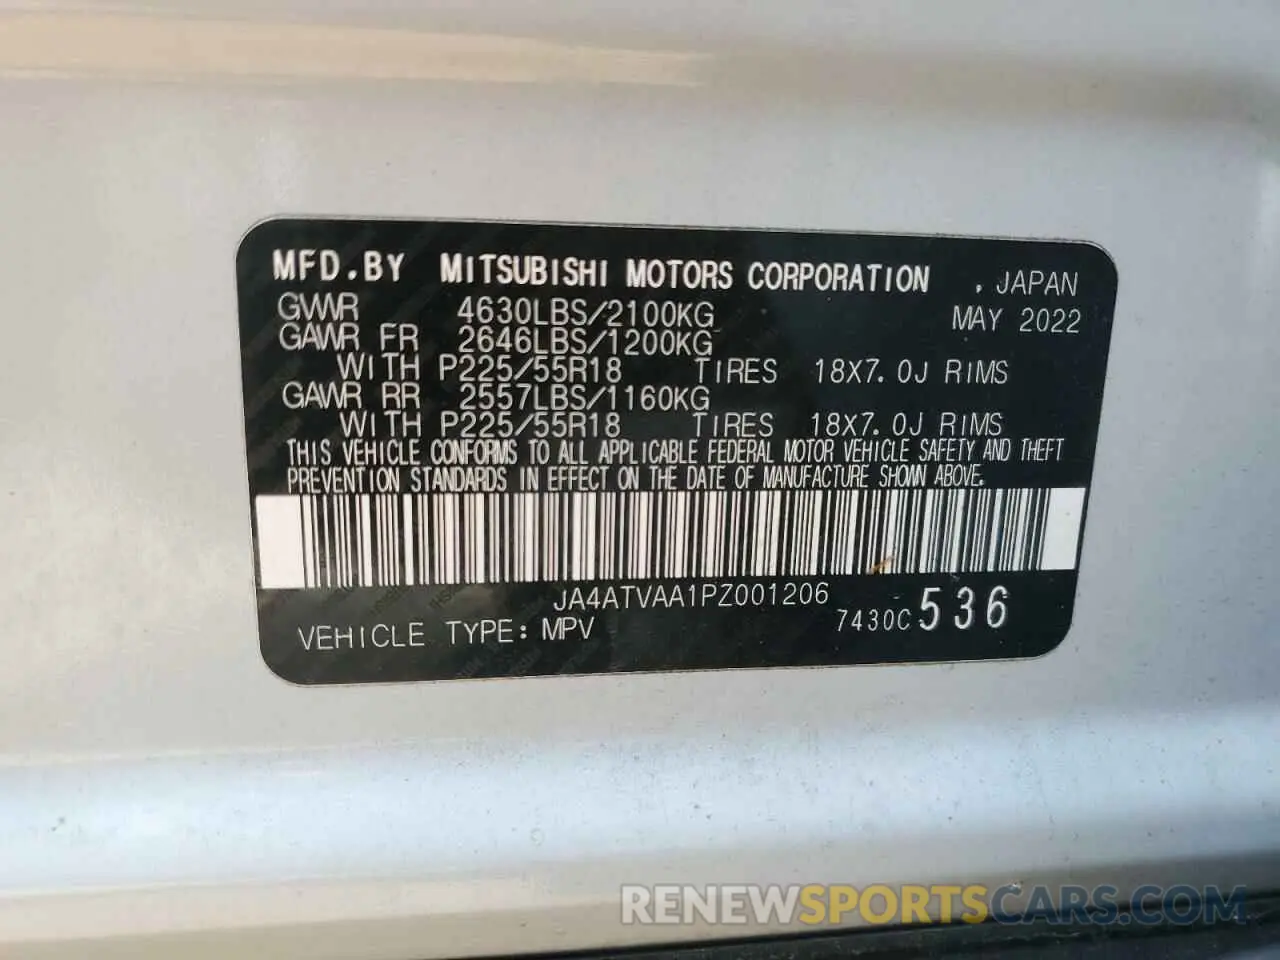 MFD.BY MITSUBISHI MOTORS CORPORATION , JAPAN
GVWR 4630LBS/2100KG MAY 2022
GAWR FR 2646LBS/1200KG
WITH P225/55R18 TIRES 18X7.0J RIMS
GAWR RR 2557LBS/1160KG
WITH P225/55R18 TIRES 18X7.0J RIMS
THIS VEHICLE CONFORMS TO ALL APPLICABLE FEDERAL MOTOR VEHICLE SAFETY AND THEFT
PREVENTION STANDARDS IN EFFECT ON THE DATE OF MANUFACTURE SHOWN ABOVE.
JA4ATVAA1PZ001206
VEHICLE TYPE: MPV 7430C 536
RENEWSPORTSCARS.COM